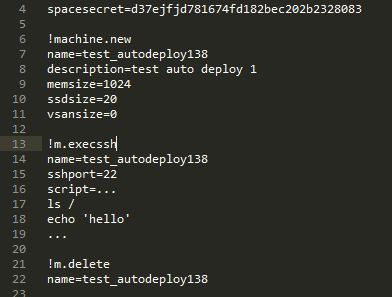 4 spacesecret=d37ejfjd781674fd182bec202b2328083
5
6 !machine.new
7 name=test_autodeploy138
8 description=test auto deploy 1
9 memsize=1024
10 ssdsize=20
11 vsansize=0
12
13 !m.execssh
14 name=test_autodeploy138
15 sshport=22
16 script=...
17 ls /
18 echo 'hello'
19 ...
20
21 !m.delete
22 name=test_autodeploy138
23